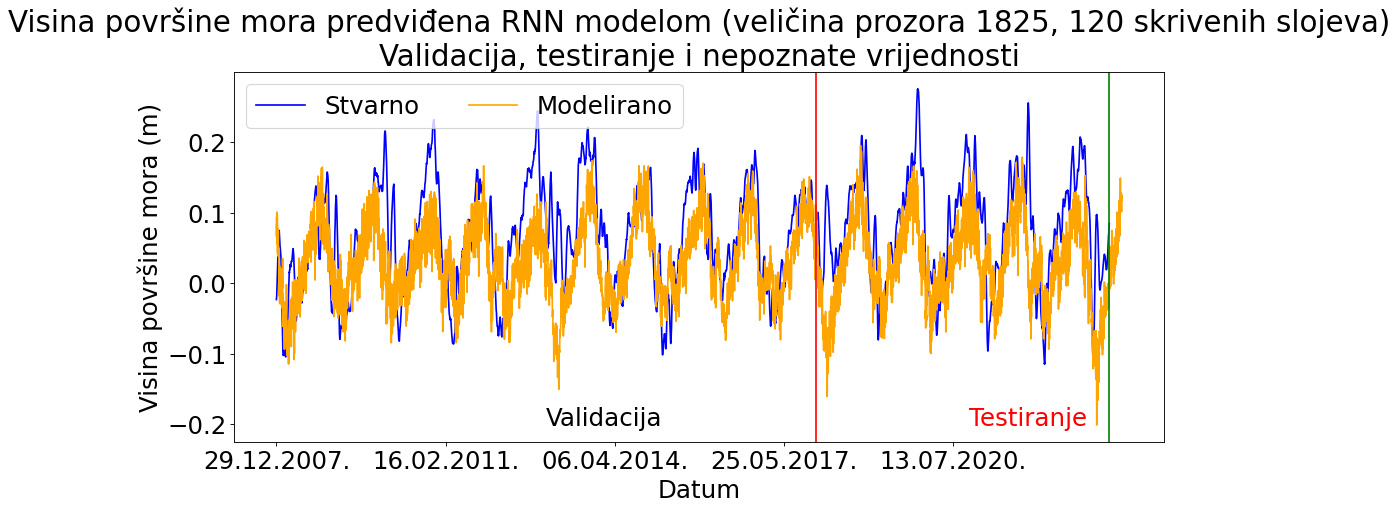 Visina površine mora predviđena RNN modelom (veličina prozora 1825, 120 skrivenih slojeva)
Validacija, testiranje i nepoznate vrijednosti
Stvarno Modelirano
Visina površine mora (m)
0.2
0.1
0.0
−0.1
−0.2
Validacija Testiranje
29.12.2007. 16.02.2011. 06.04.2014. 25.05.2017. 13.07.2020.
Datum